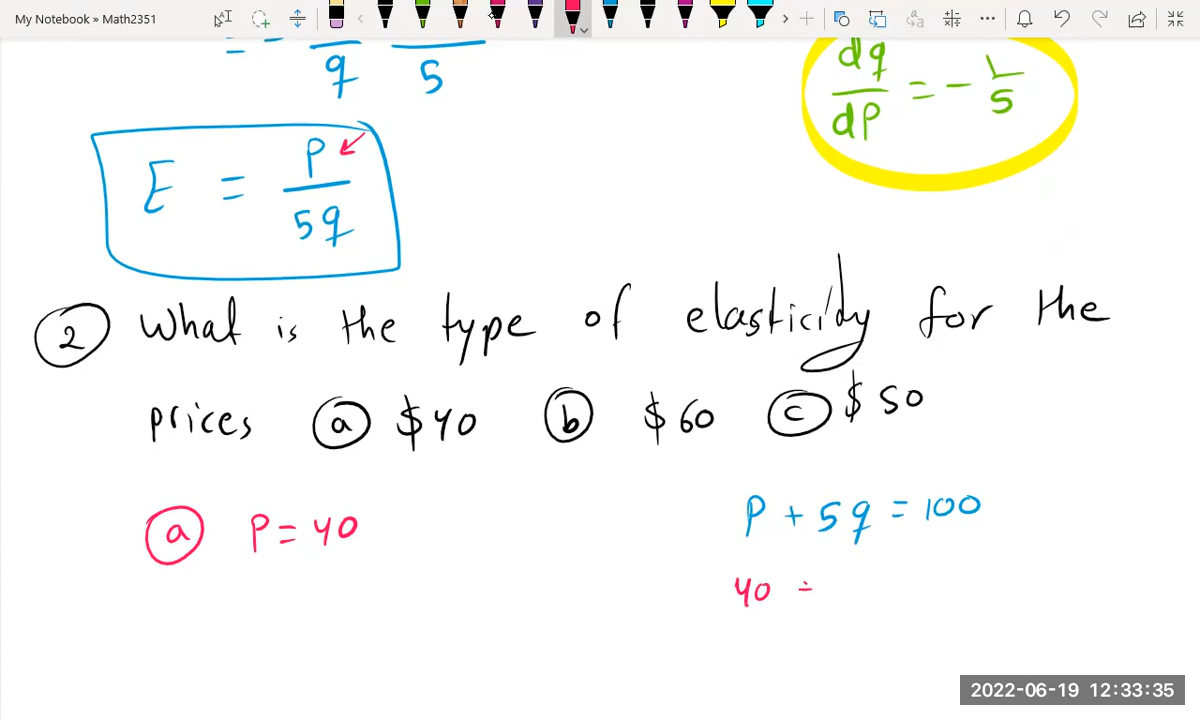 My Notebook » Math2351
= -
q 5
dq
dP = - 1/5
E = P / 5q
② What is the type of elasticidy for the
prices ⓐ $40 ⓑ $60 ⓒ $50
ⓐ P = 40
P + 5q = 100
40 ÷
2022-06-19 12:33:35